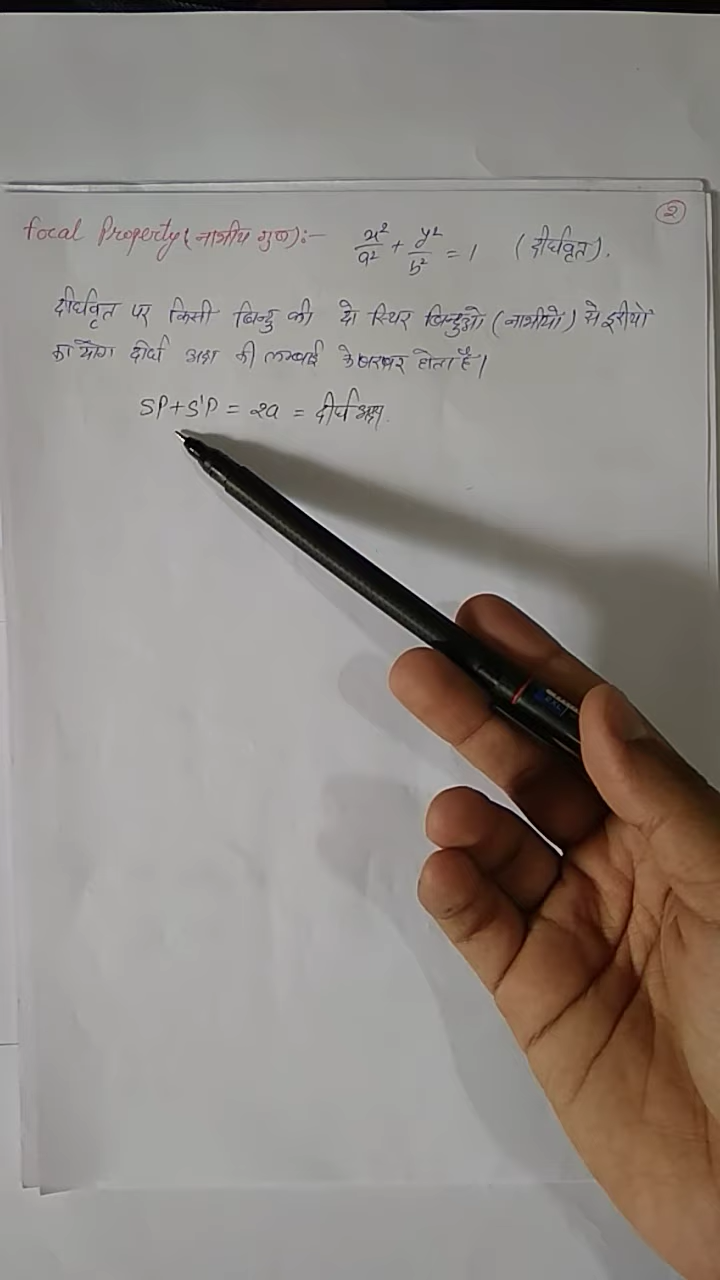 ②
focal Property (नाभीय गुण):- x²/a² + y²/b² = 1 (दीर्घवृत).
दीर्घवृित पर किसी बिन्दु की दो स्थिर बिन्दुओ (नाभीयो) से दूरीयो
का योग दीर्घ अक्ष की लम्बाई के बराबर होता है।
SP+S'P = 2a = दीर्घ अक्ष.